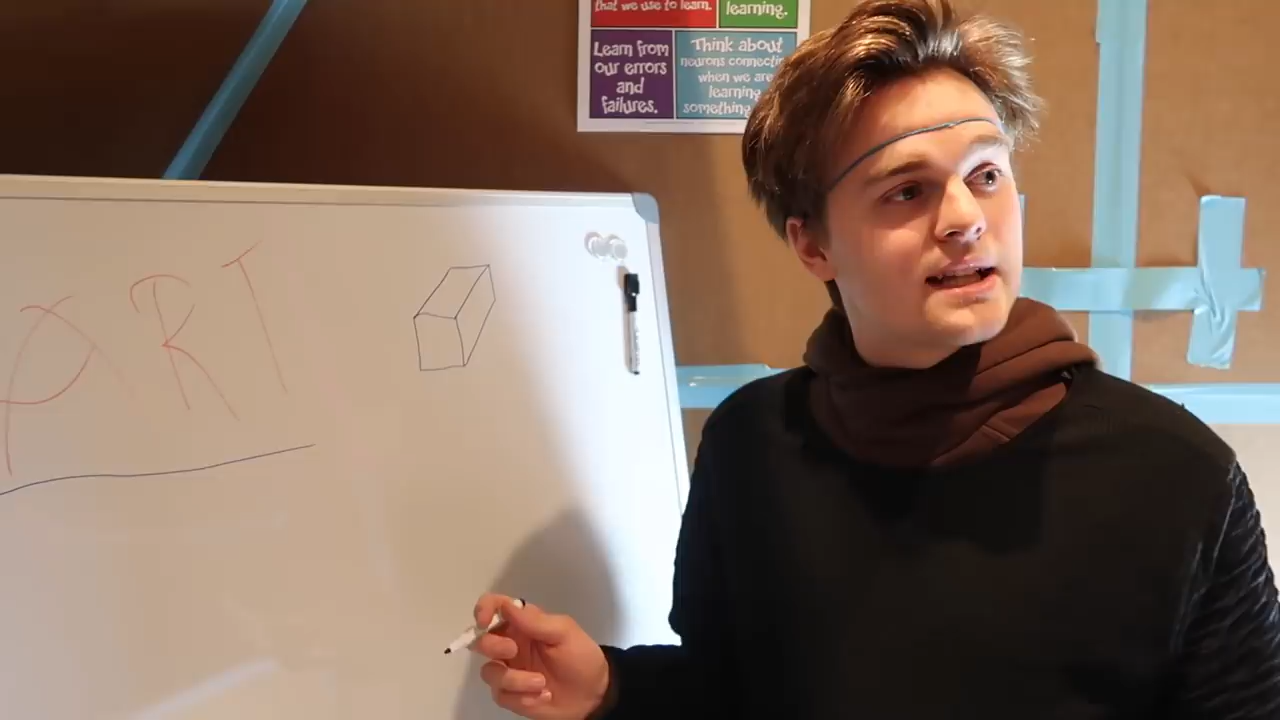 that we use to learn.
learning.
Learn from
our errors
and
failures.
Think about
neurons connectin
when we are
learning
something
ART